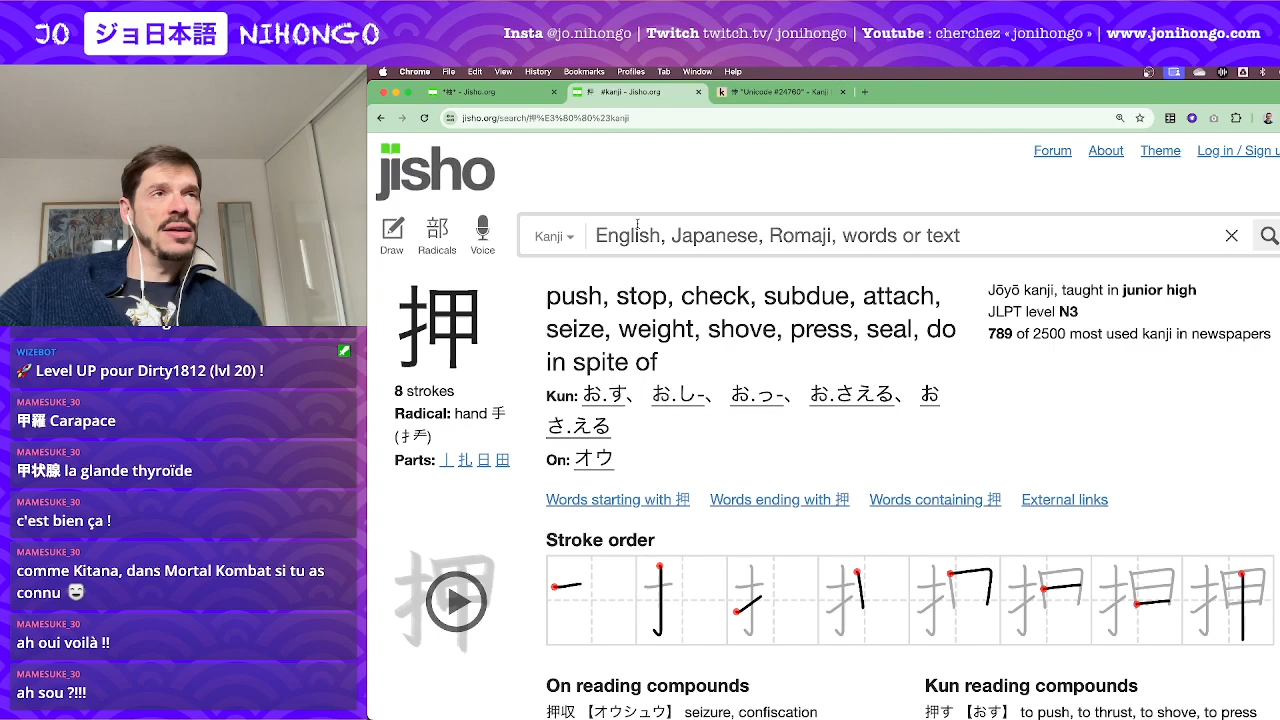 JO ジョ日本語 NIHONGO
Insta @jo.nihongo | Twitch twitch.tv/ jonihongo | Youtube : cherchez « jonihongo » | www.jonihongo.com
Chrome File Edit View History Bookmarks Profiles Tab Window Help
*柙* - Jisho.org
押 #kanji - Jisho.org
押 "Unicode #24760" - Kanji
jisho.org/search/押%E3%80%80%23kanji
jisho
Forum About Theme Log in / Sign u
Draw Radicals Voice
Kanji English, Japanese, Romaji, words or text
押
8 strokes
Radical: hand 手
(扌龵)
Parts: ｜ 扎 日 田
push, stop, check, subdue, attach,
seize, weight, shove, press, seal, do
in spite of
Kun: お.す、 お.し-、 お.っ-、 お.さえる、 お
さ.える
On: オウ
Jōyō kanji, taught in junior high
JLPT level N3
789 of 2500 most used kanji in newspapers
Words starting with 押 Words ending with 押 Words containing 押 External links
Stroke order
On reading compounds
押収 【オウシュウ】 seizure, confiscation
Kun reading compounds
押す 【おす】 to push, to thrust, to shove, to press
WIZEBOT
🚀 Level UP pour Dirty1812 (lvl 20) !
MAMESUKE_30
甲羅 Carapace
MAMESUKE_30
甲状腺 la glande thyroïde
MAMESUKE_30
c'est bien ça !
MAMESUKE_30
comme Kitana, dans Mortal Kombat si tu as
connu
MAMESUKE_30
ah oui voilà !!
MAMESUKE_30
ah sou ?!!!